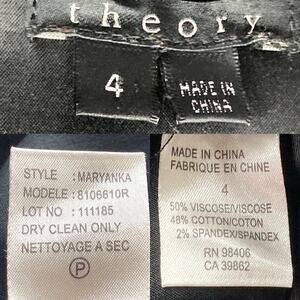 theory
4
MADE IN
CHINA
STYLE : MARYANKA
MODELE : 8106610R
LOT NO : 111185
DRY CLEAN ONLY
NETTOYAGE A SEC
P
MADE IN CHINA
FABRIQUE EN CHINE
4
50% VISCOSE/VISCOSE
48% COTTON/COTON
2% SPANDEX/SPANDEX
RN 98406
CA 39862